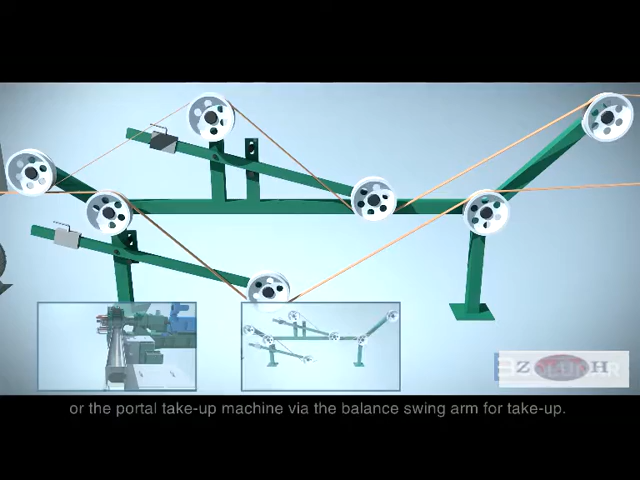 Z H
or the portal take-up machine via the balance swing arm for take-up.